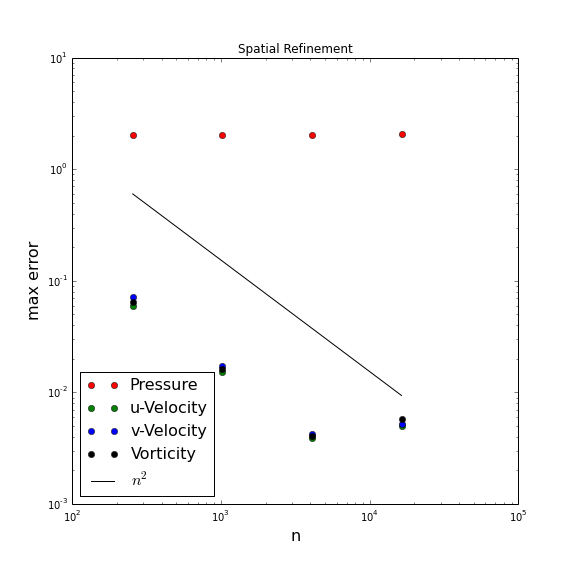 Spatial Refinement
10^1
10^0
10^-1
10^-2
10^-3
max error
Pressure
u-Velocity
v-Velocity
Vorticity
n^2
10^2
10^3
10^4
10^5
n